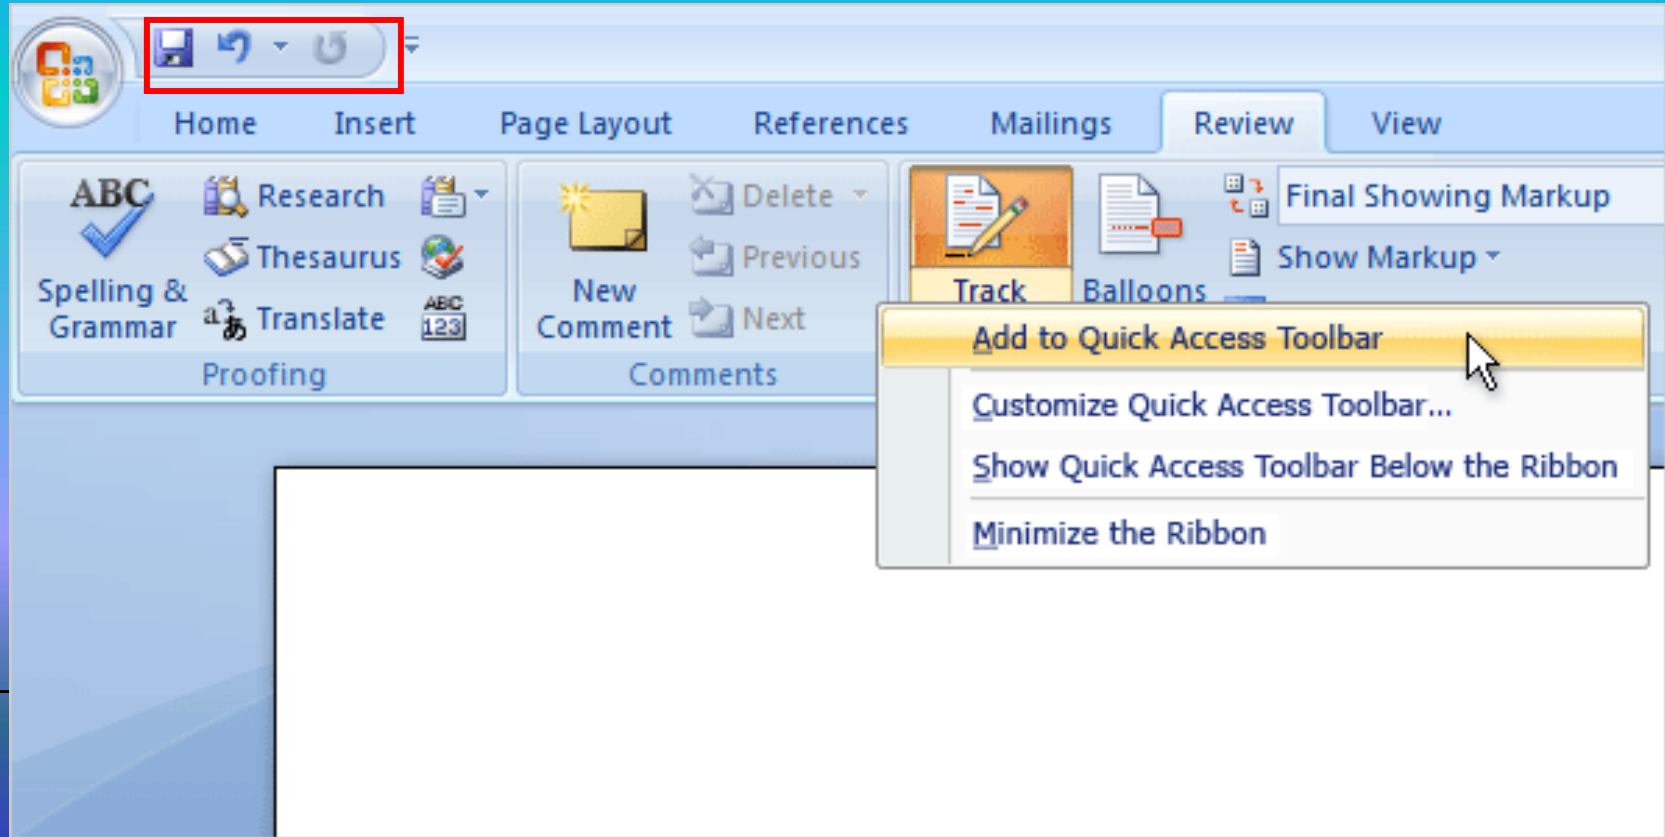 Home Insert Page Layout References Mailings Review View
ABC Research Delete Final Showing Markup
Thesaurus Previous Show Markup
Spelling & New Track Balloons
Grammar Translate ABC Comment Next
a あ 123
Proofing Comments
Add to Quick Access Toolbar
Customize Quick Access Toolbar...
Show Quick Access Toolbar Below the Ribbon
Minimize the Ribbon